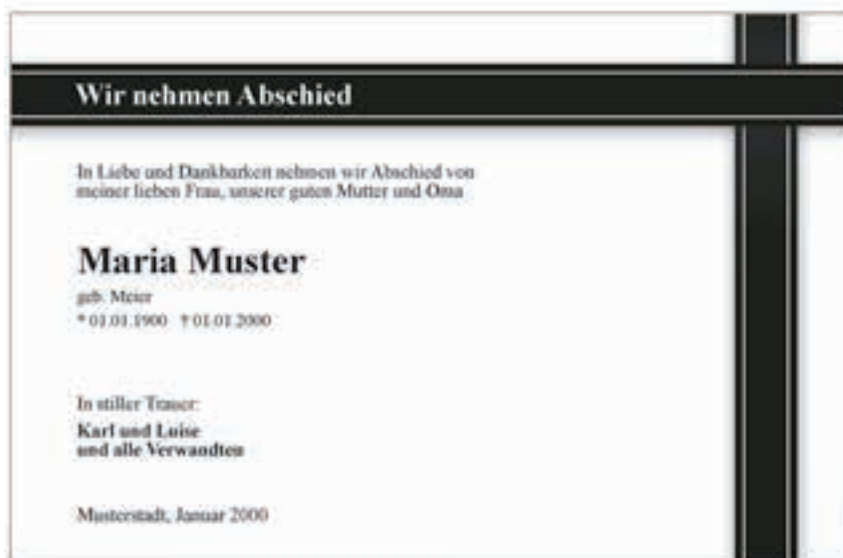 Wir nehmen Abschied
In Liebe und Dankbarkeit nehmen wir Abschied von
meiner lieben Frau, unserer guten Mutter und Oma
Maria Muster
geb. Meier
* 01.01.1900 † 01.01.2000
In stiller Trauer:
Karl und Luise
und alle Verwandten
Musterstadt, Januar 2000